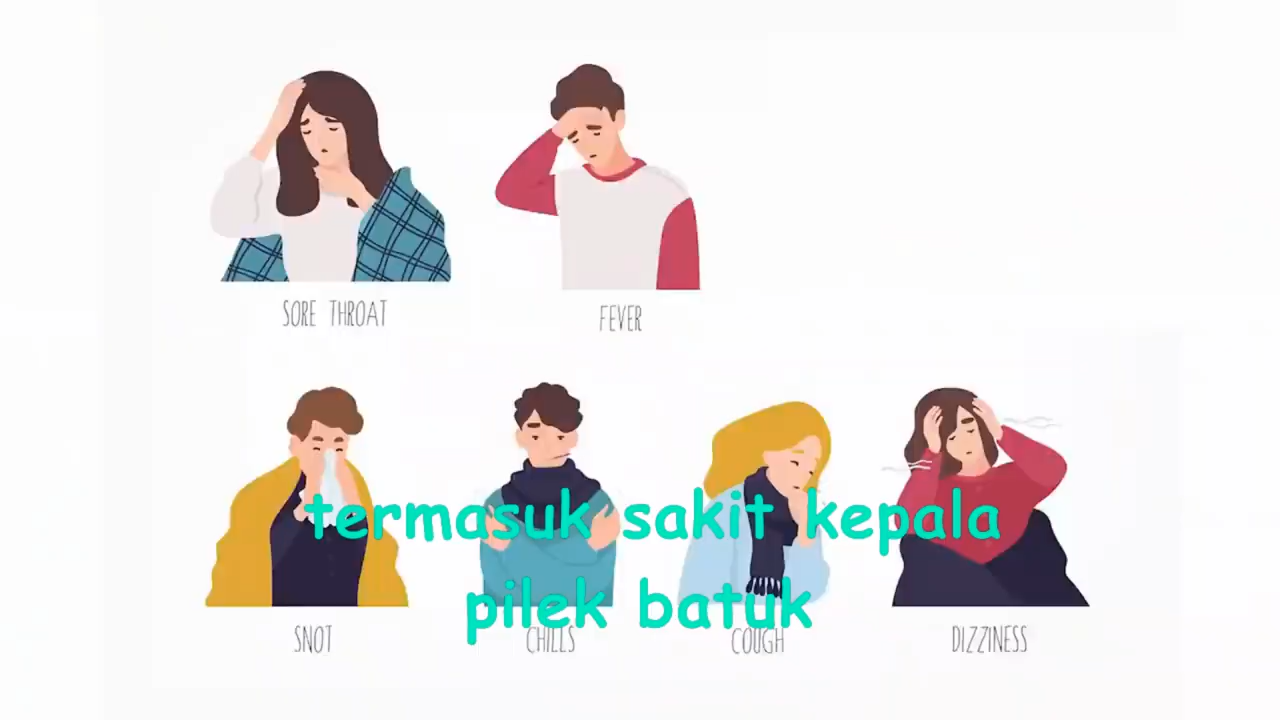 SORE THROAT
FEVER
termasuk sakit kepala
pilek batuk
SNOT
CHILLS
COUGH
DIZZINESS